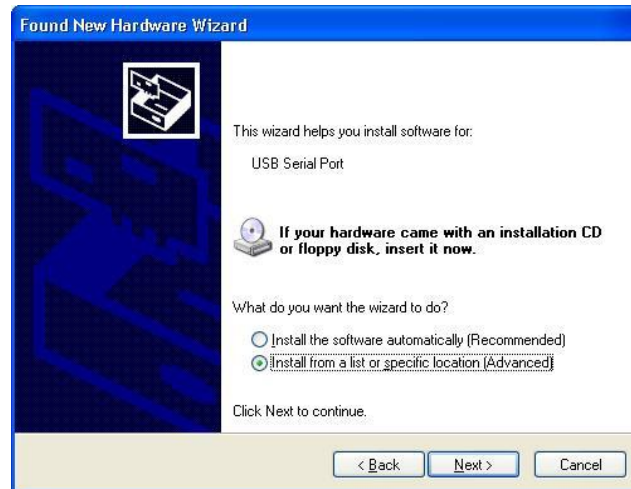 Found New Hardware Wizard
This wizard helps you install software for:
USB Serial Port
If your hardware came with an installation CD
or floppy disk, insert it now.
What do you want the wizard to do?
Install the software automatically (Recommended)
Install from a list or specific location (Advanced)
Click Next to continue.
< Back
Next >
Cancel